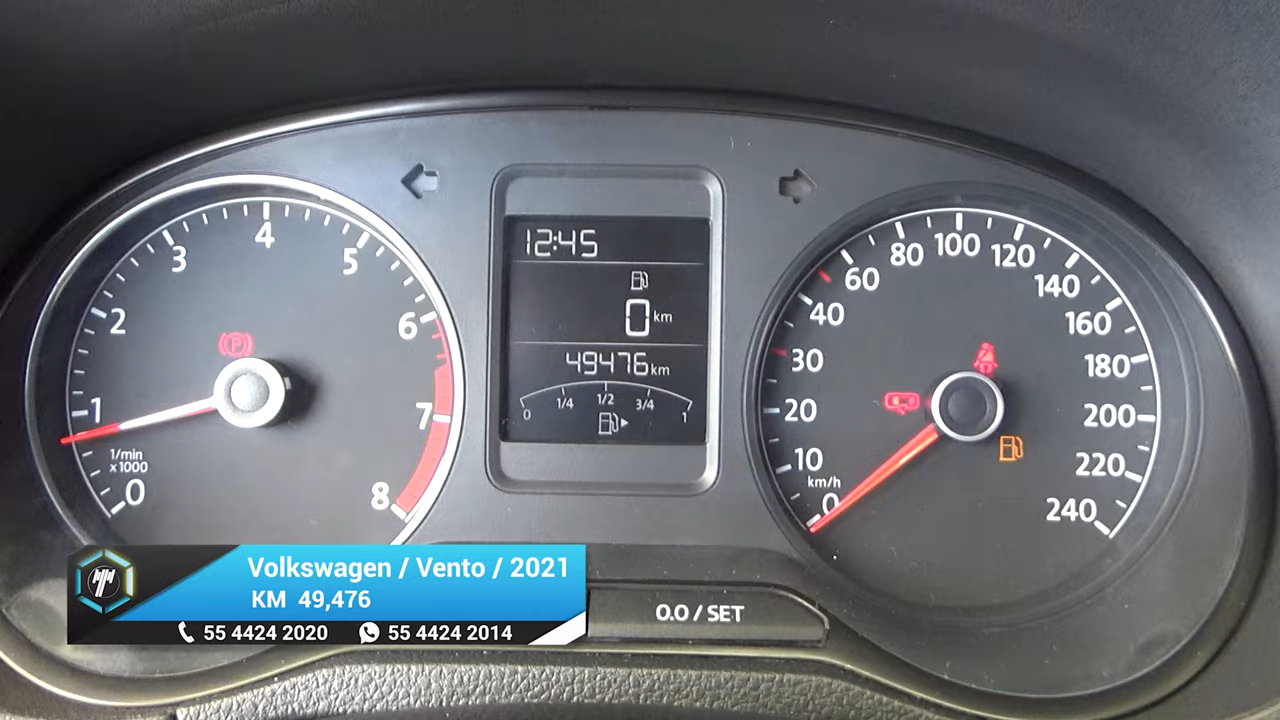 1
2
3
4
5
6
7
8
0
1/min
x1000
P
12:45
0 km
49476 km
0 1/4 1/2 3/4 1
0
10
20
30
40
60
80
100
120
140
160
180
200
220
240
km/h
0.0 / SET
Volkswagen / Vento / 2021
KM 49,476
55 4424 2020 55 4424 2014